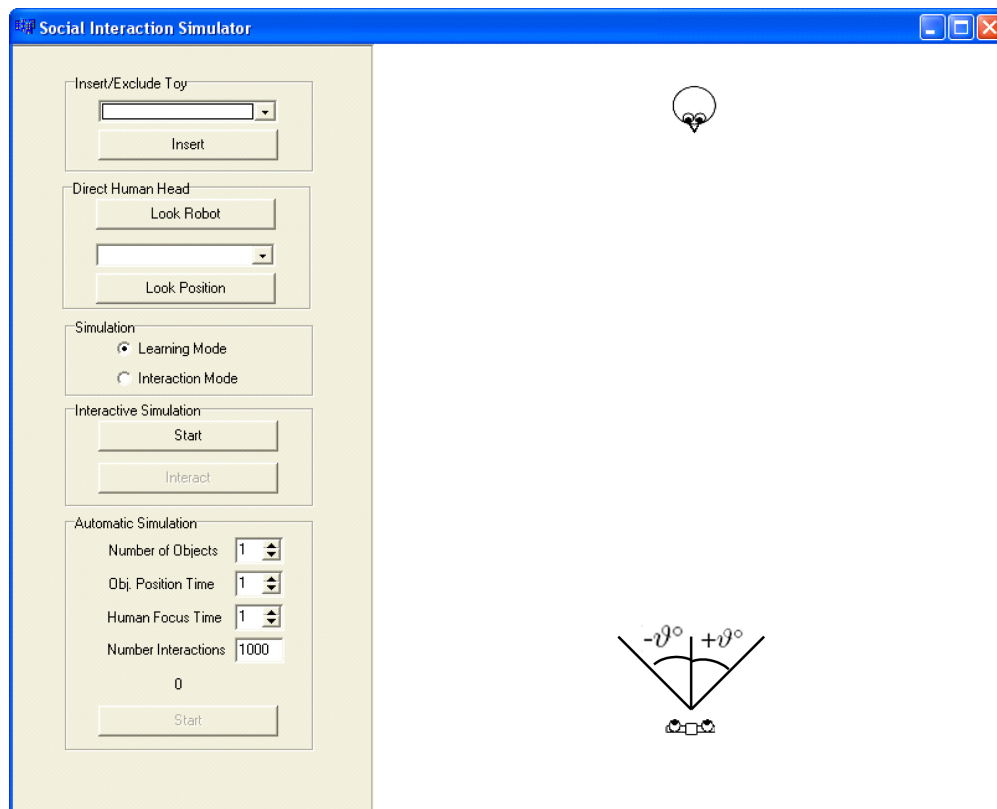 Social Interaction Simulator
Insert/Exclude Toy
Insert
Direct Human Head
Look Robot
Look Position
Simulation
Learning Mode
Interaction Mode
Interactive Simulation
Start
Interact
Automatic Simulation
Number of Objects 1
Obj. Position Time 1
Human Focus Time 1
Number Interactions 1000
0
Start
-ϑ° +ϑ°